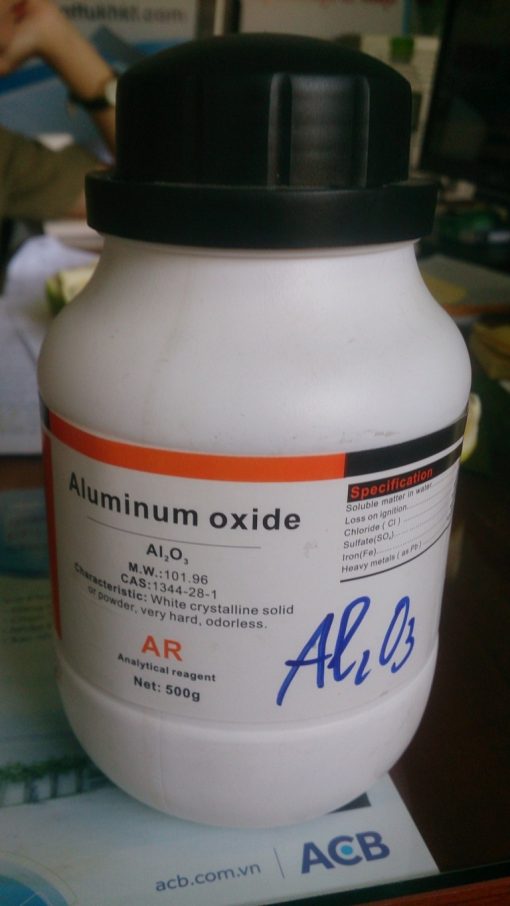 Aluminum oxide
Al₂O₃
M.W.:101.96
CAS:1344-28-1
Characteristic: White crystalline solid
or powder, very hard, odorless.
AR
Analytical reagent
Net: 500g
Specification
Soluble matter in water
Loss on ignition
Chloride ( Cl )
Sulfate(SO₄)
Iron(Fe)
Heavy metals ( as Pb )
Al₂O₃
acb.com.vn | ACB